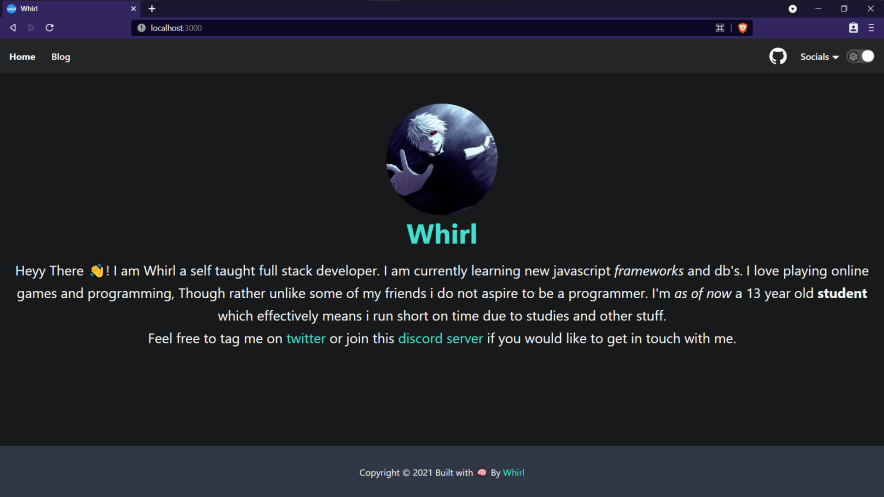 Whirl
localhost:3000
Home Blog Socials
Whirl
Heyy There 👋! I am Whirl a self taught full stack developer. I am currently learning new javascript frameworks and db's. I love playing online
games and programming, Though rather unlike some of my friends i do not aspire to be a programmer. I'm as of now a 13 year old student
which effectively means i run short on time due to studies and other stuff.
Feel free to tag me on twitter or join this discord server if you would like to get in touch with me.
Copyright © 2021 Built with 🧠 By Whirl